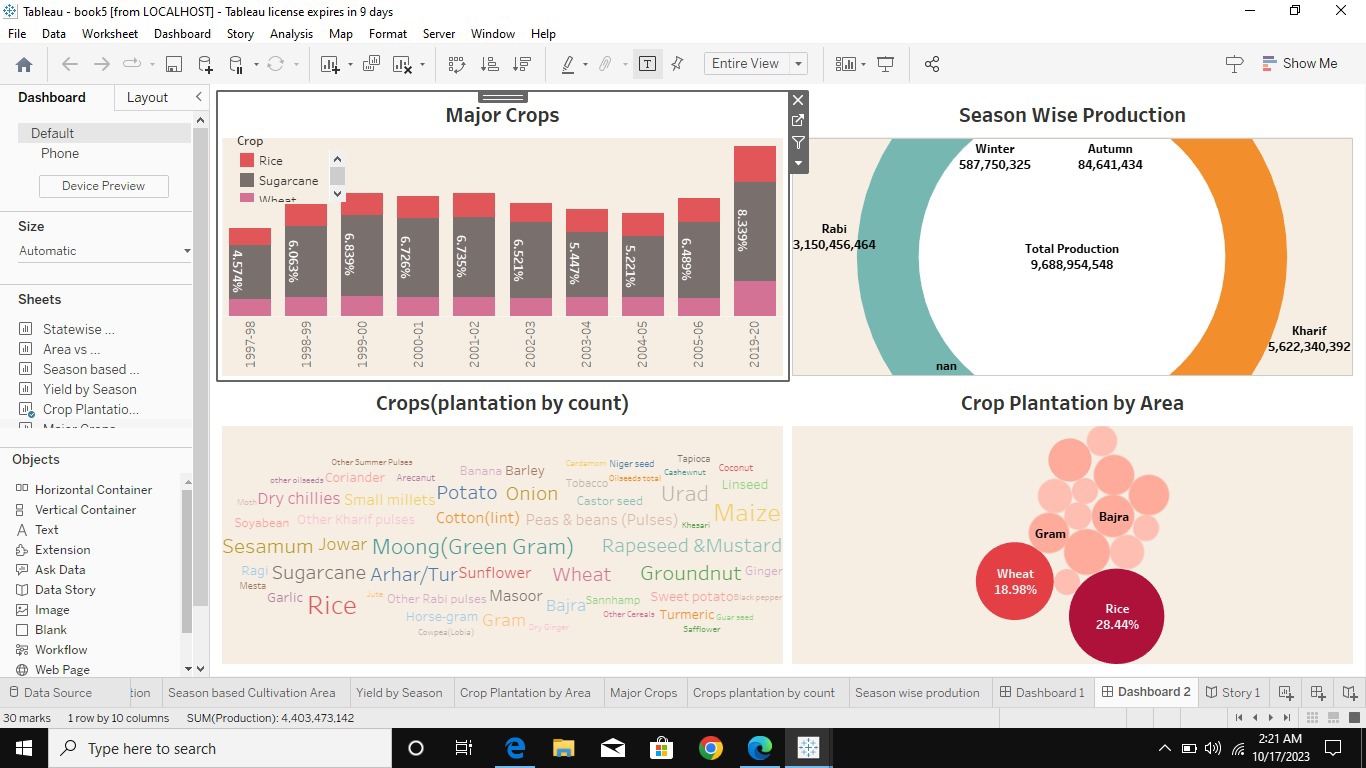 Tableau - book5 [from LOCALHOST] - Tableau license expires in 9 days
File Data Worksheet Dashboard Story Analysis Map Format Server Window Help
Entire View
Show Me
Dashboard Layout
Default
Phone
Device Preview
Size
Automatic
Sheets
Statewise ...
Area vs ...
Season based ...
Yield by Season
Crop Plantatio...
Major Crops
Objects
Horizontal Container
Vertical Container
Text
Extension
Ask Data
Data Story
Image
Blank
Workflow
Web Page
Major Crops
Crop
Rice
Sugarcane
Wheat
4.574% 6.063% 6.839% 6.726% 6.735% 6.521% 5.447% 5.221% 6.489% 8.339%
1997-98 1998-99 1999-00 2000-01 2001-02 2002-03 2003-04 2004-05 2005-06 2019-20
Season Wise Production
Winter
587,750,325
Autumn
84,641,434
Rabi
3,150,456,464
Total Production
9,688,954,548
Kharif
5,622,340,392
nan
Crops(plantation by count)
Other Summer Pulses
Banana Barley
Cardamom Niger seed
Tapioca
Cashewnut
Coconut
other oilseeds Coriander Arecanut
Tobacco Oilseeds total
Linseed
Moth Dry chillies Small millets Potato Onion Castor seed Urad
Soyabean Other Kharif pulses Cotton(lint) Peas & beans (Pulses) Khesari Maize
Sesamum Jowar Moong(Green Gram) Rapeseed &Mustard
Ragi Sugarcane Arhar/Tur Sunflower Wheat Groundnut Ginger
Mesta
Garlic Rice Jute Other Rabi pulses Masoor Bajra Sannhamp Sweet potato Black pepper
Horse-gram Gram Other Cereals Turmeric Guar seed
Cowpea(Lobia) Dry Ginger Safflower
Crop Plantation by Area
Bajra
Gram
Wheat
18.98%
Rice
28.44%
Data Source tion Season based Cultivation Area Yield by Season Crop Plantation by Area Major Crops Crops plantation by count Season wise prodution Dashboard 1 Dashboard 2 Story 1
30 marks 1 row by 10 columns SUM(Production): 4,403,473,142
Type here to search
2:21 AM
10/17/2023